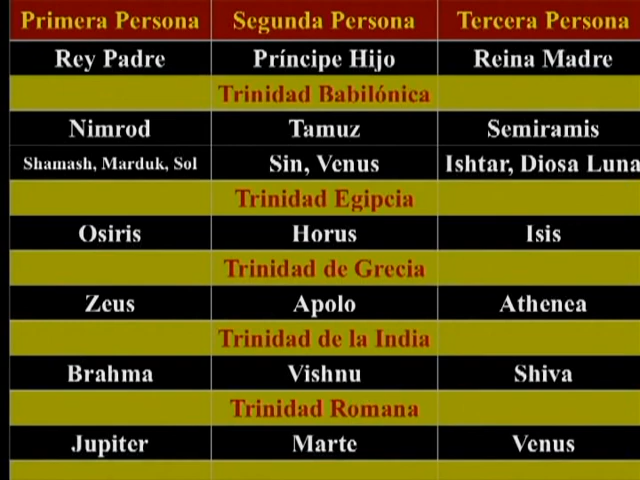 Primera Persona Segunda Persona Tercera Persona
Rey Padre Príncipe Hijo Reina Madre
Trinidad Babilónica
Nimrod Tamuz Semiramis
Shamash, Marduk, Sol Sin, Venus Ishtar, Diosa Luna
Trinidad Egipcia
Osiris Horus Isis
Trinidad de Grecia
Zeus Apolo Athenea
Trinidad de la India
Brahma Vishnu Shiva
Trinidad Romana
Jupiter Marte Venus